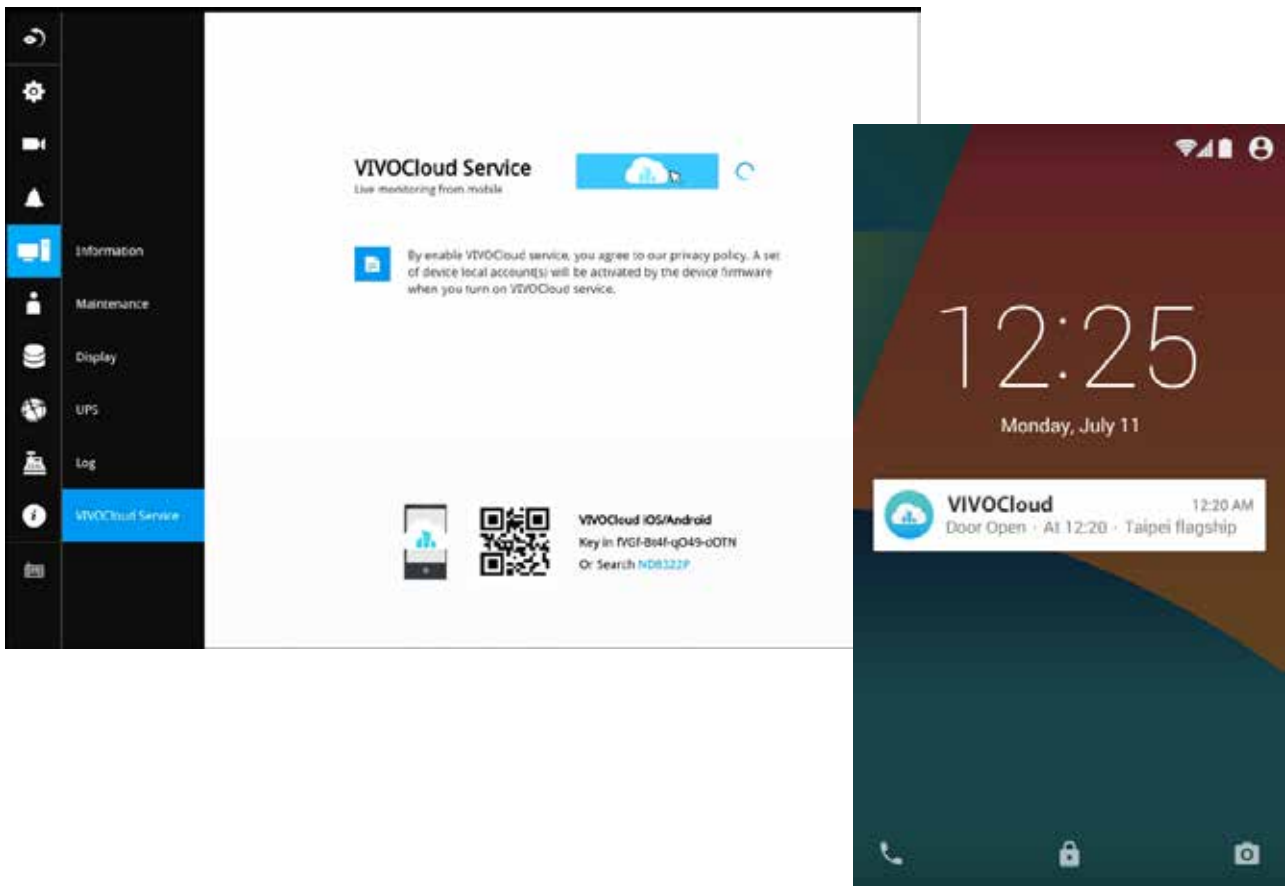 VIVOCloud Service
Live monitoring from mobile
By enable VIVOCloud service, you agree to our privacy policy. A set
of device local account(s) will be activated by the device firmware
when you turn on VIVOCloud service.
Information
Maintenance
Display
UPS
Log
VIVOCloud Service
VIVOCloud iOS/Android
Key in
Or Search ND8322P
12:25
Monday, July 11
VIVOCloud
12:20 AM
Door Open · At 12:20 · Taipei flagship